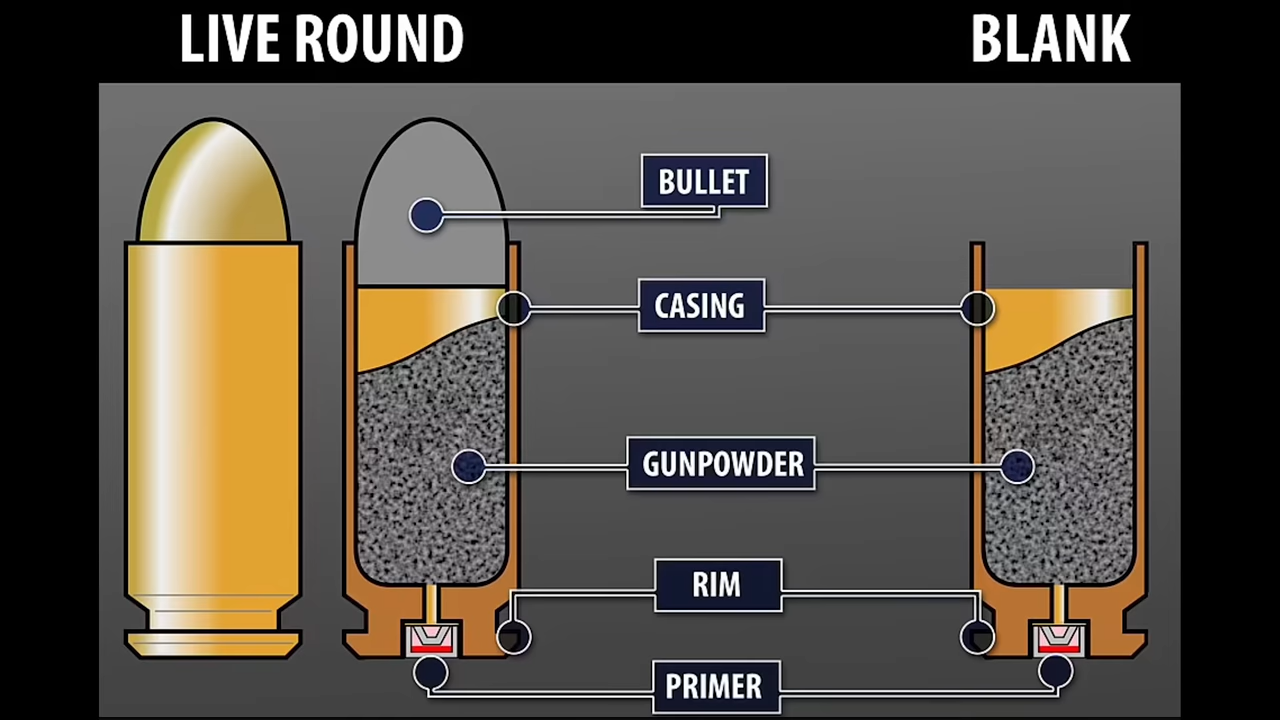 LIVE ROUND
BLANK
BULLET
CASING
GUNPOWDER
RIM
PRIMER